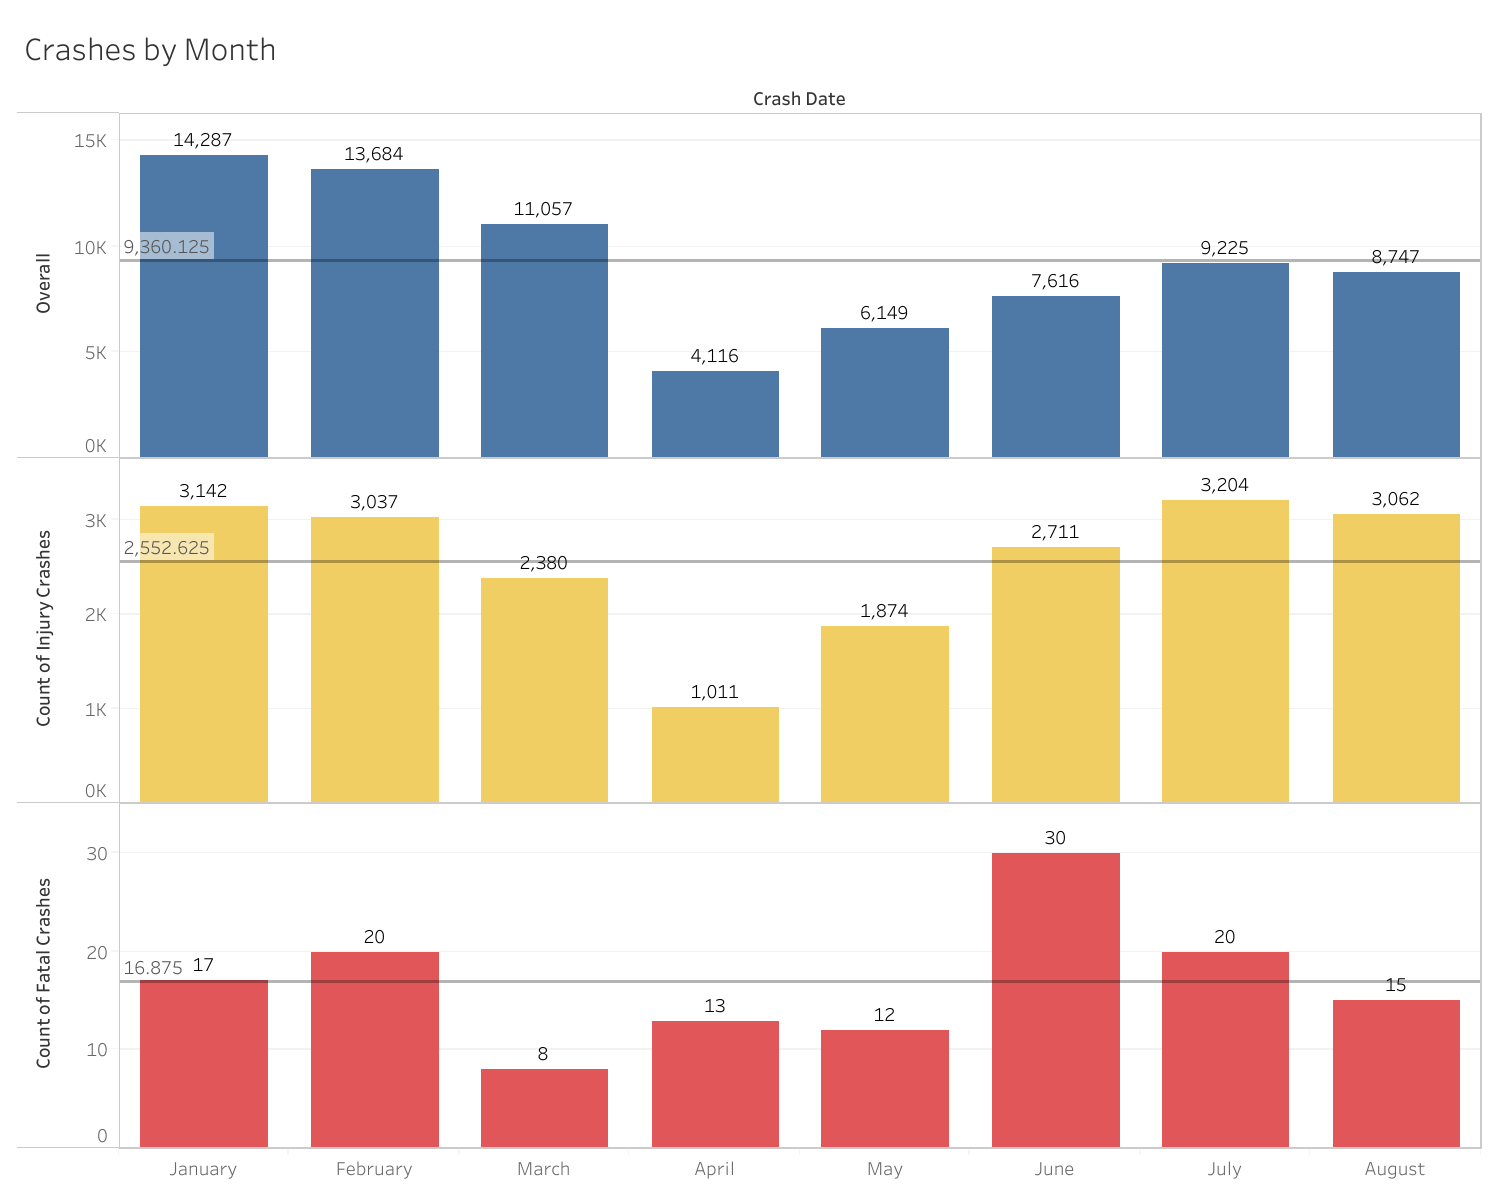 Crashes by Month
Crash Date
Overall
15K
10K
5K
0K
14,287
13,684
11,057
4,116
6,149
7,616
9,225
8,747
9,360.125
Count of Injury Crashes
3K
2K
1K
0K
3,142
3,037
2,380
1,011
1,874
2,711
3,204
3,062
2,552.625
Count of Fatal Crashes
30
20
10
0
17
20
8
13
12
30
20
15
16.875
January February March April May June July August